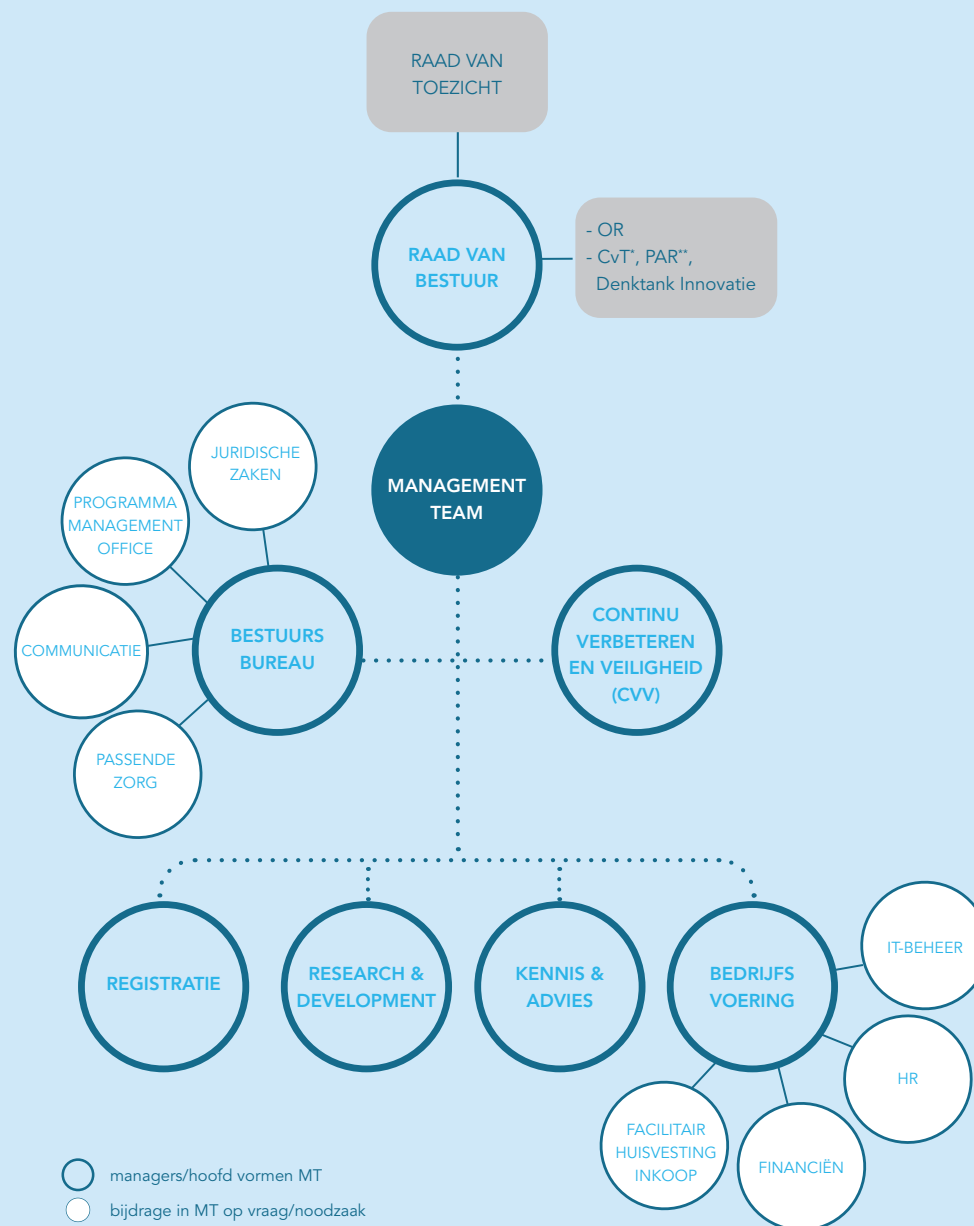 RAAD VAN
TOEZICHT
RAAD VAN
BESTUUR
- OR
- CvT*, PAR**,
Denktank Innovatie
MANAGEMENT
TEAM
JURIDISCHE
ZAKEN
PROGRAMMA
MANAGEMENT
OFFICE
COMMUNICATIE
PASSENDE
ZORG
BESTUURS
BUREAU
CONTINU
VERBETEREN
EN VEILIGHEID
(CVV)
REGISTRATIE
RESEARCH &
DEVELOPMENT
KENNIS &
ADVIES
BEDRIJFS
VOERING
IT-BEHEER
HR
FINANCIËN
FACILITAIR
HUISVESTING
INKOOP
managers/hoofd vormen MT
bijdrage in MT op vraag/noodzaak